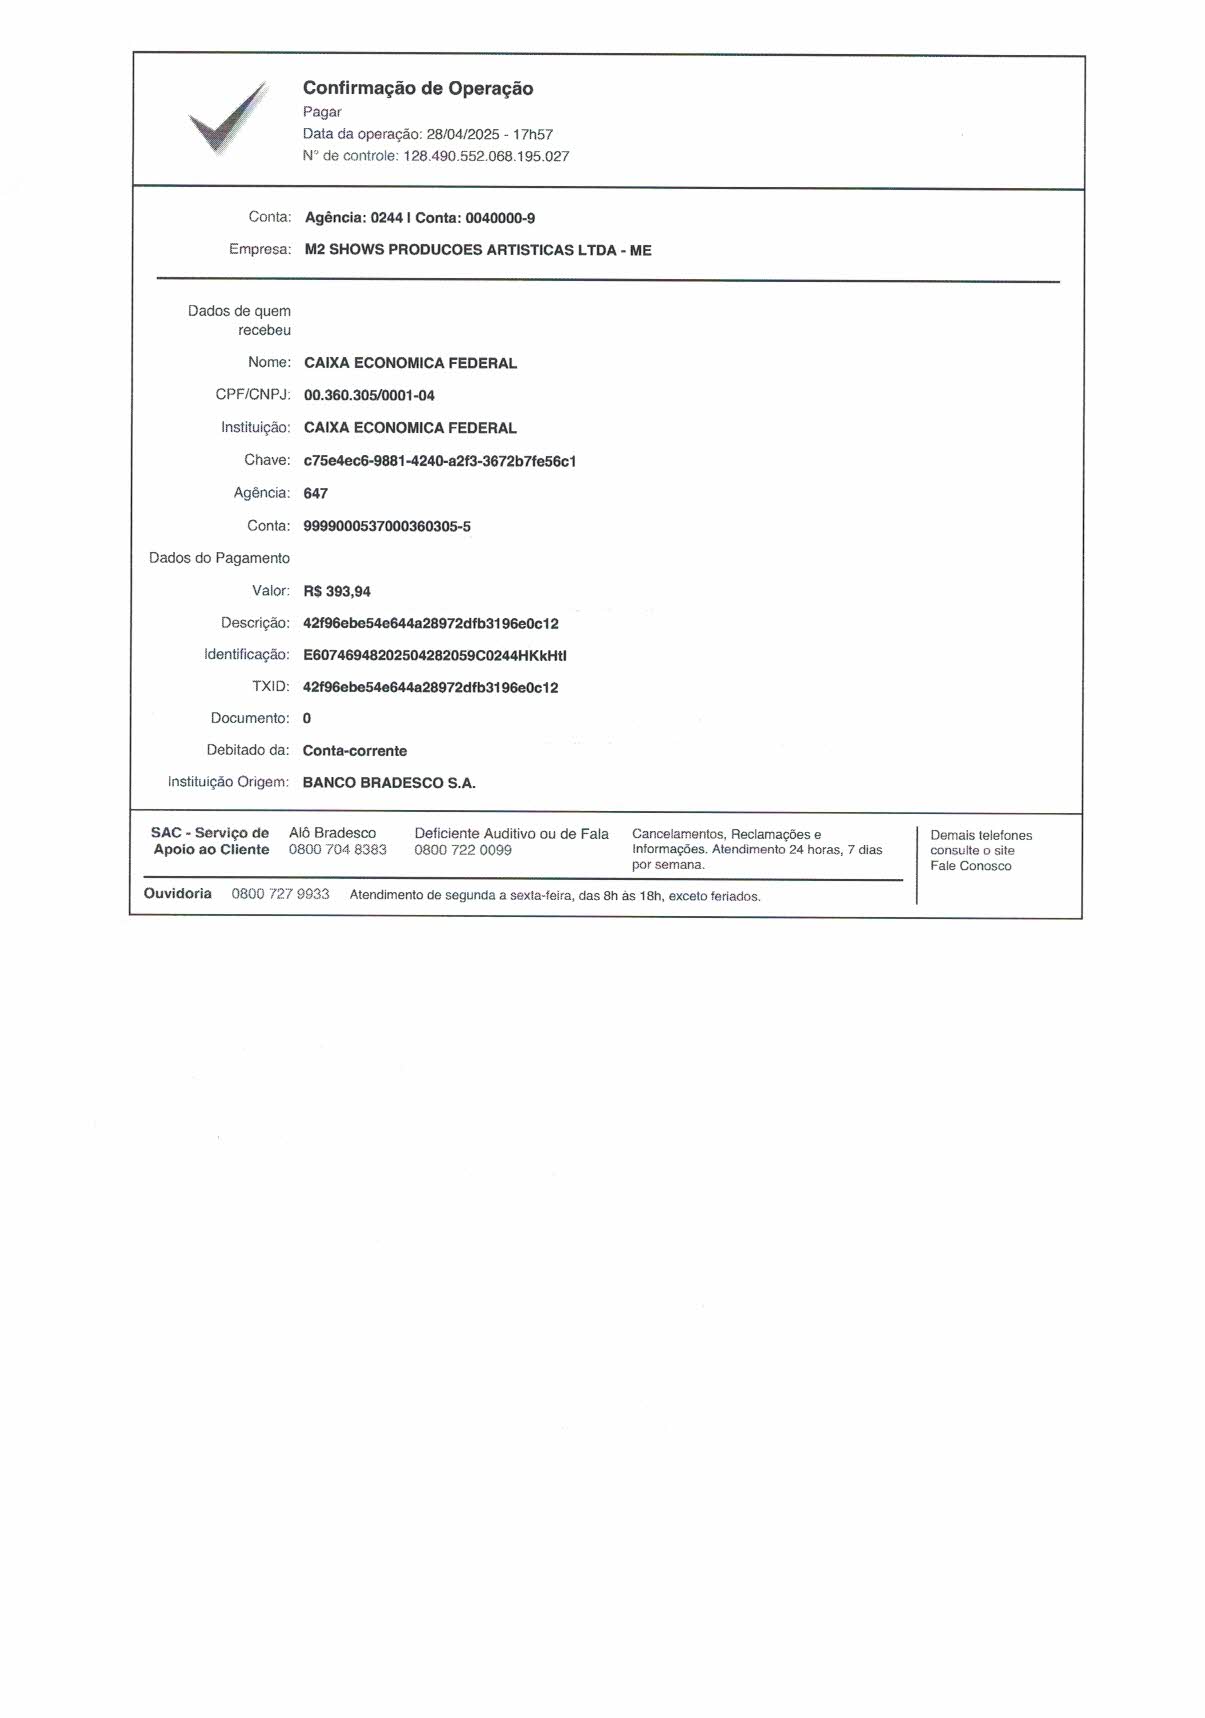 Confirmação de Operação
Pagar
Data da operação: 28/04/2025 - 17h57
N° de controle: 128.490.552.068.195.027
Conta: Agência: 0244 I Conta: 0040000-9
Empresa: M2 SHOWS PRODUCOES ARTISTICAS LTDA - ME
Dados de quem
recebeu
Nome: CAIXA ECONOMICA FEDERAL
CPF/CNPJ: 00.360.305/0001-04
Instituição: CAIXA ECONOMICA FEDERAL
Chave: c75e4ec6-9881-4240-a2f3-3672b7fe56c1
Agência: 647
Conta: 9999000537000360305-5
Dados do Pagamento
Valor: R$ 393,94
Descrição: 42f96ebe54e644a28972dfb3196e0c12
Identificação: E60746948202504282059C0244HKkHtI
TXID: 42f96ebe54e644a28972dfb3196e0c12
Documento: 0
Debitado da: Conta-corrente
Instituição Origem: BANCO BRADESCO S.A.
SAC - Serviço de
Apoio ao Cliente
Alô Bradesco
0800 704 8383
Deficiente Auditivo ou de Fala
0800 722 0099
Cancelamentos, Reclamações e
Informações. Atendimento 24 horas, 7 dias
por semana.
Demais telefones
consulte o site
Fale Conosco
Ouvidoria 0800 727 9933 Atendimento de segunda a sexta-feira, das 8h às 18h, exceto feriados.